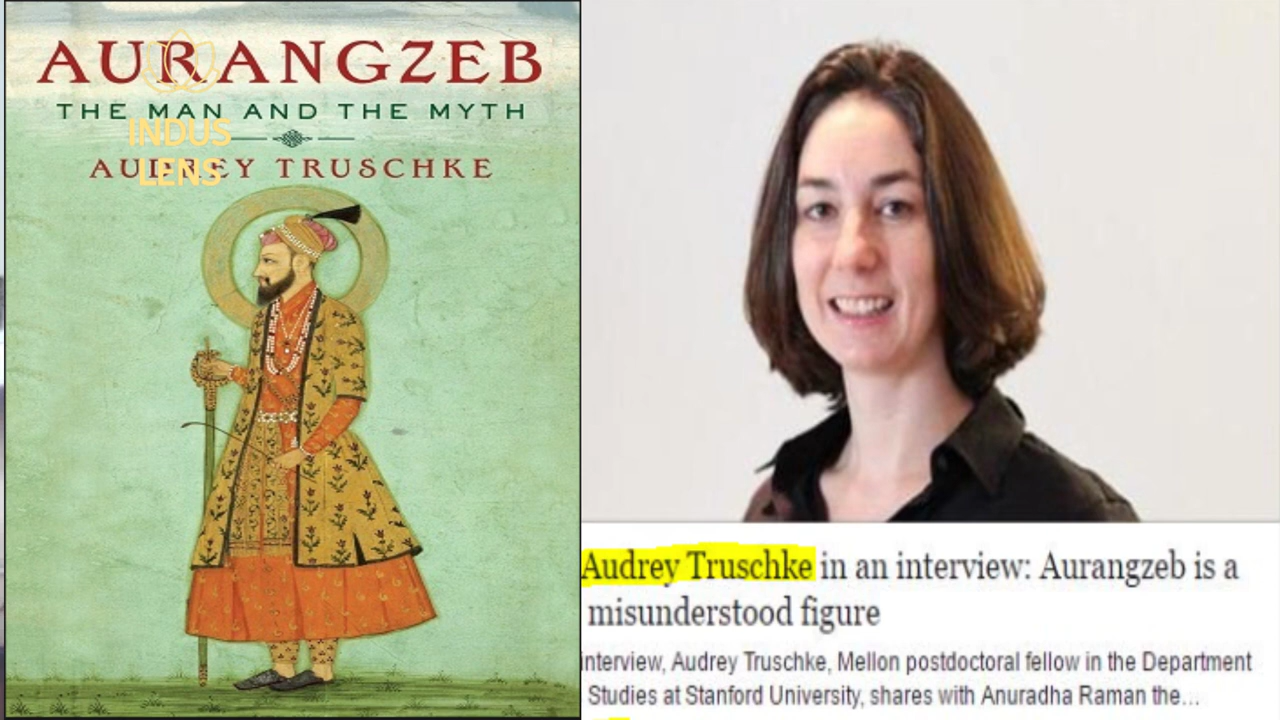 AURANGZEB
THE MAN AND THE MYTH
INDUS
LENS
AUDREY TRUSCHKE
Audrey Truschke in an interview: Aurangzeb is a
misunderstood figure
interview, Audrey Truschke, Mellon postdoctoral fellow in the Department
Studies at Stanford University, shares with Anuradha Raman the...